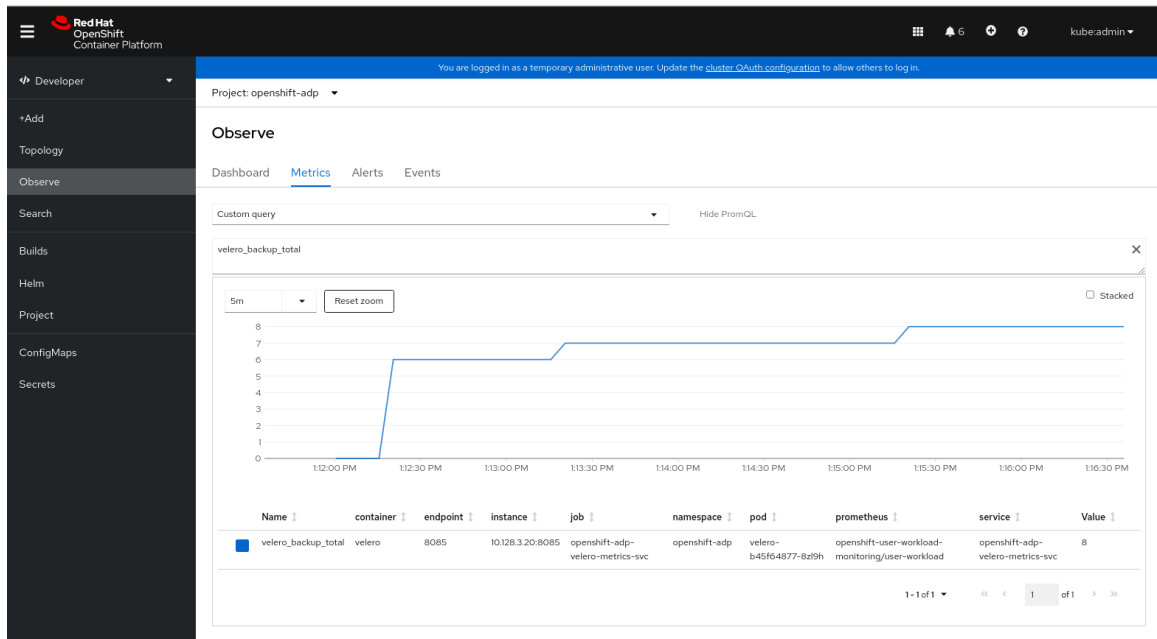 Red Hat
OpenShift
Container Platform
6
kube:admin
You are logged in as a temporary administrative user. Update the cluster OAuth configuration to allow others to log in.
Developer
+Add
Topology
Observe
Search
Builds
Helm
Project
ConfigMaps
Secrets
Project: openshift-adp
Observe
Dashboard Metrics Alerts Events
Custom query
Hide PromQL
velero_backup_total
5m
Reset zoom
Stacked
8
7
6
5
4
3
2
1
0
1:12:00 PM 1:12:30 PM 1:13:00 PM 1:13:30 PM 1:14:00 PM 1:14:30 PM 1:15:00 PM 1:15:30 PM 1:16:00 PM 1:16:30 PM
Name container endpoint instance job namespace pod prometheus service Value
velero_backup_total velero 8085 10.128.3.20:8085 openshift-adp- openshift-adp velero- openshift-user-workload- openshift-adp- 8
velero-metrics-svc b45f64877-8zl9h monitoring/user-workload velero-metrics-svc
1 - 1 of 1
1 of 1